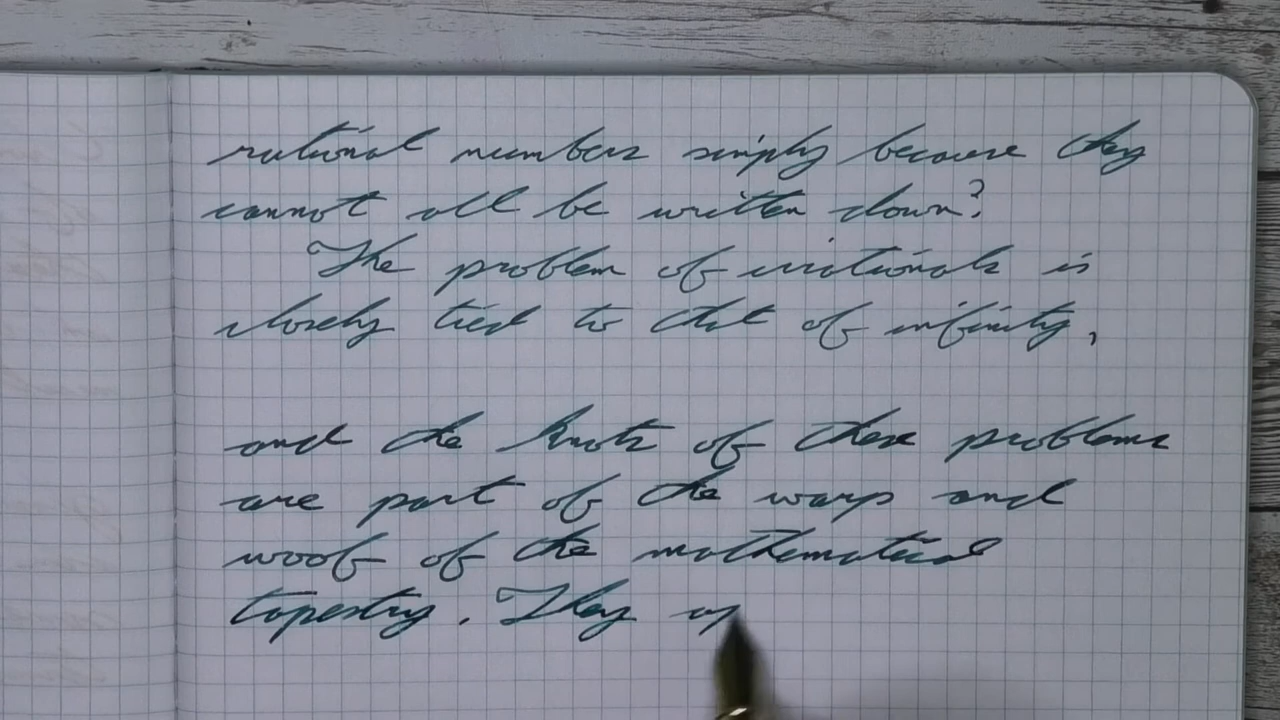 rational numbers simply because they
cannot all be written down?
The problem of irrationals is
closely tied to that of infinity,
and the knots of these problems
are part of the warp and
woof of the mathematical
tapestry. They